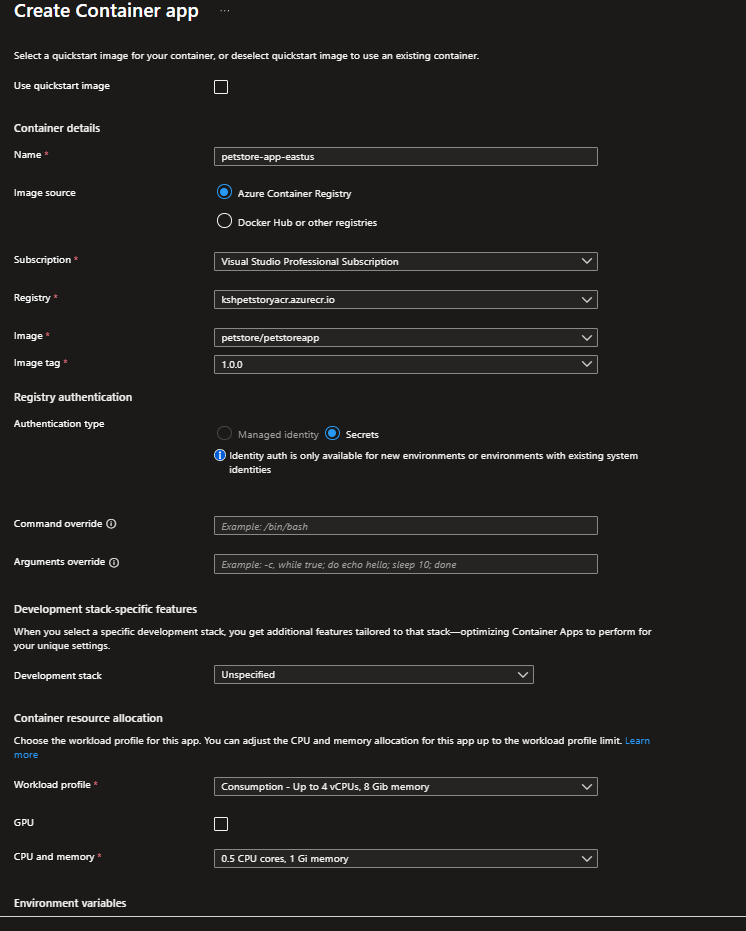 Create Container app ...
Select a quickstart image for your container, or deselect quickstart image to use an existing container.
Use quickstart image
Container details
Name *
petstore-app-eastus
Image source
Azure Container Registry
Docker Hub or other registries
Subscription *
Visual Studio Professional Subscription
Registry *
kshpetstoryacr.azurecr.io
Image *
petstore/petstoreapp
Image tag *
1.0.0
Registry authentication
Authentication type
Managed identity
Secrets
Identity auth is only available for new environments or environments with existing system
identities
Command override
Example: /bin/bash
Arguments override
Example: -c, while true; do echo hello; sleep 10; done
Development stack-specific features
When you select a specific development stack, you get additional features tailored to that stack—optimizing Container Apps to perform for
your unique settings.
Development stack
Unspecified
Container resource allocation
Choose the workload profile for this app. You can adjust the CPU and memory allocation for this app up to the workload profile limit. Learn
more
Workload profile *
Consumption - Up to 4 vCPUs, 8 Gib memory
GPU
CPU and memory *
0.5 CPU cores, 1 Gi memory
Environment variables